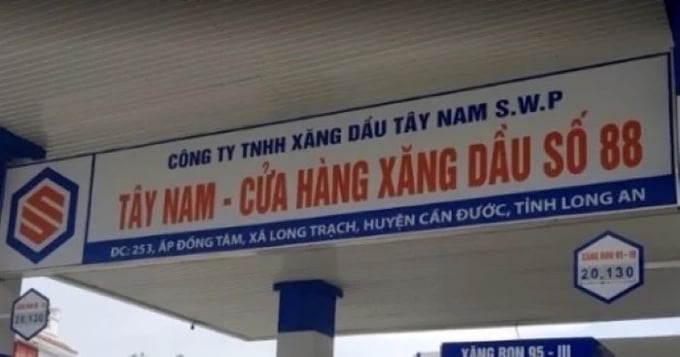 CÔNG TY TNHH XĂNG DẦU TÂY NAM S.W.P
TÂY NAM - CỬA HÀNG XĂNG DẦU SỐ 88
ĐC: 253, ẤP ĐỒNG TÂM, XÃ LONG TRẠCH, HUYỆN CẦN ĐƯỚC, TỈNH LONG AN
XĂNG RON 95 - III
20,130
20,130
XĂNG RON 95 - III